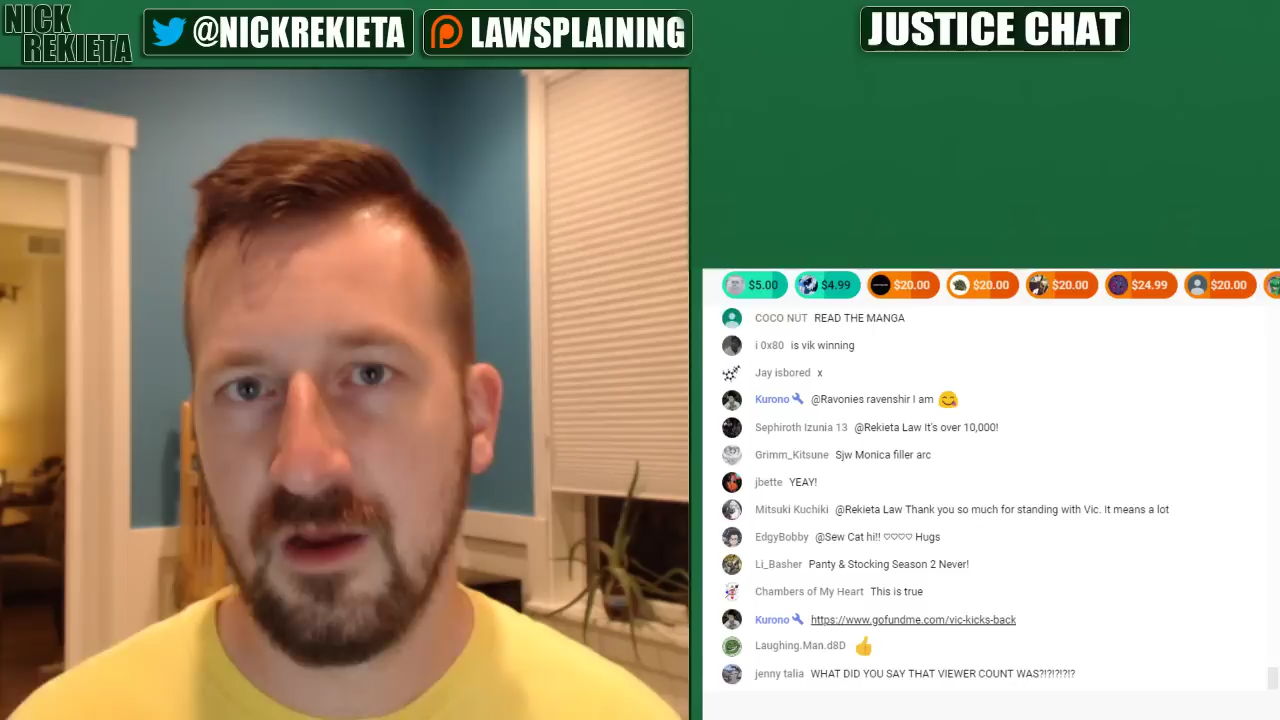 NICK
REKIETA
@NICKREKIETA
LAWSPLAINING
JUSTICE CHAT
$5.00
$4.99
$20.00
$20.00
$20.00
$24.99
$20.00
COCO NUT READ THE MANGA
i 0x80 is vik winning
Jay isbored x
Kurono @Ravonies ravenshir I am 😋
Sephiroth Izunia 13 @Rekieta Law It's over 10,000!
Grimm_Kitsune Sjw Monica filler arc
jbette YEAY!
Mitsuki Kuchiki @Rekieta Law Thank you so much for standing with Vic. It means a lot
EdgyBobby @Sew Cat hi!! ♡♡♡♡ Hugs
Li_Basher Panty & Stocking Season 2 Never!
Chambers of My Heart This is true
Kurono https://www.gofundme.com/vic-kicks-back
Laughing.Man.d8D 👍
jenny talia WHAT DID YOU SAY THAT VIEWER COUNT WAS?!?!?!?!?